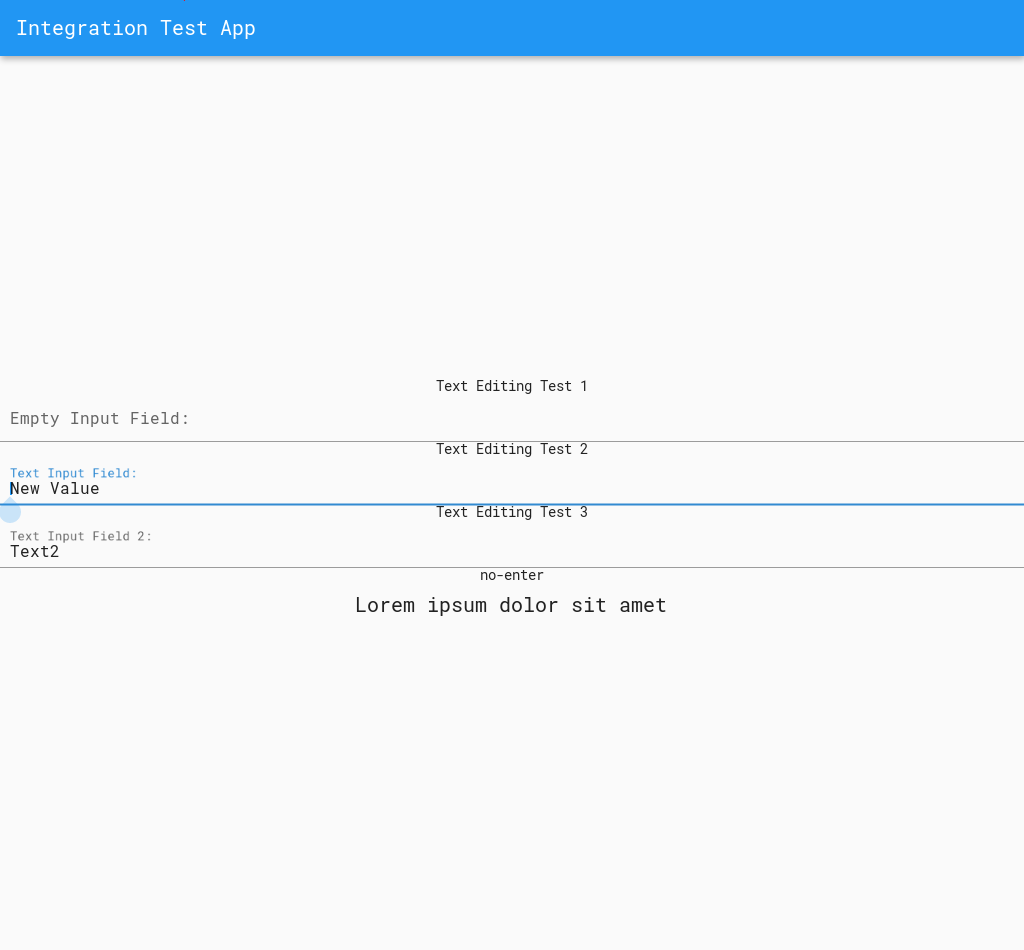 Integration Test App
Text Editing Test 1
Empty Input Field:
Text Editing Test 2
Text Input Field:
New Value
Text Editing Test 3
Text Input Field 2:
Text2
no-enter
Lorem ipsum dolor sit amet